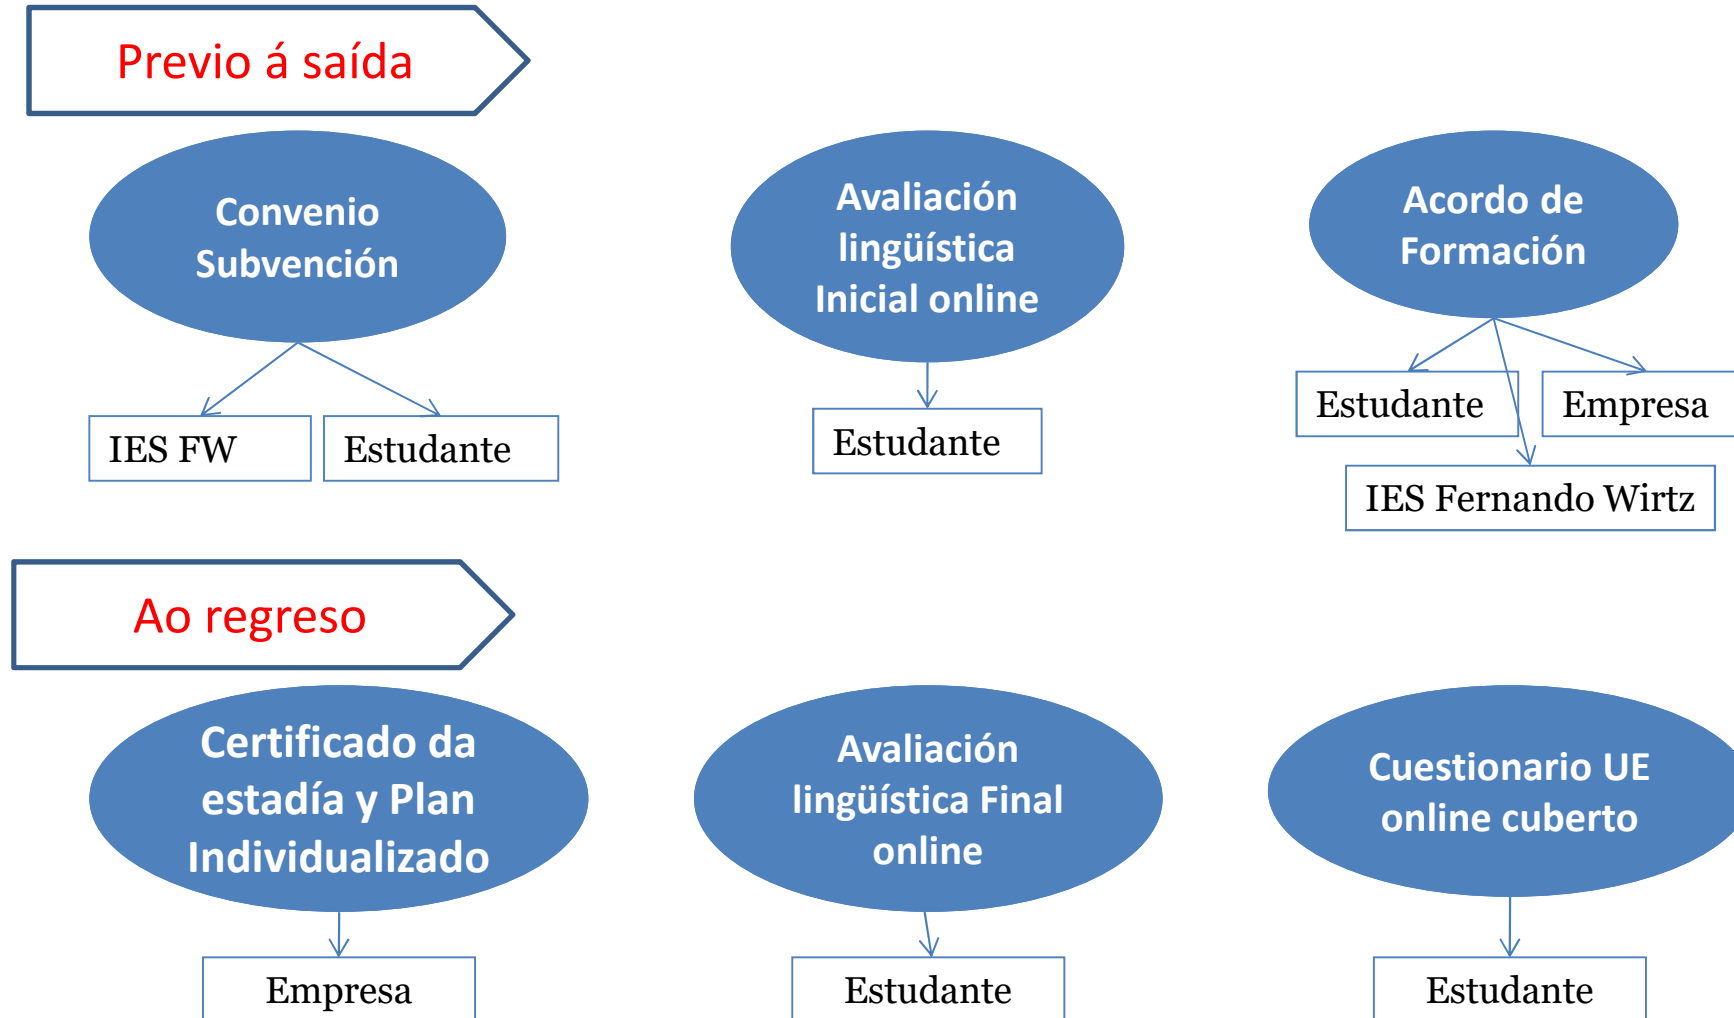 Previo á saída
Convenio
Subvención
Avaliación
lingüística
Inicial online
Acordo de
Formación
IES FW
Estudante
Estudante
Estudante
Empresa
IES Fernando Wirtz
Ao regreso
Certificado da
estadía y Plan
Individualizado
Avaliación
lingüística Final
online
Cuestionario UE
online cuberto
Empresa
Estudante
Estudante